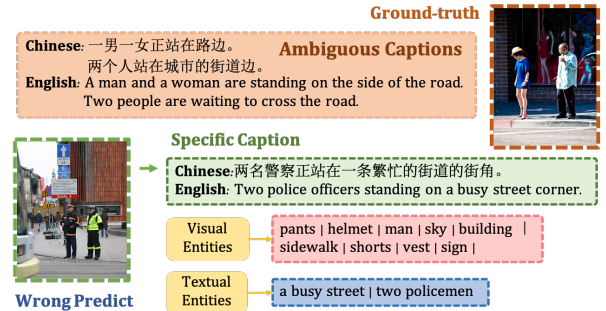 Ground-truth
Chinese: 一男一女正站在路边。
两个人站在城市的街道边。
Ambiguous Captions
English: A man and a woman are standing on the side of the road.
Two people are waiting to cross the road.
Specific Caption
Chinese:两名警察正站在一条繁忙的街道的街角。
English: Two police officers standing on a busy street corner.
Visual
Entities
pants | helmet | man | sky | building |
sidewalk | shorts | vest | sign |
Textual
Entities
a busy street | two policemen
Wrong Predict